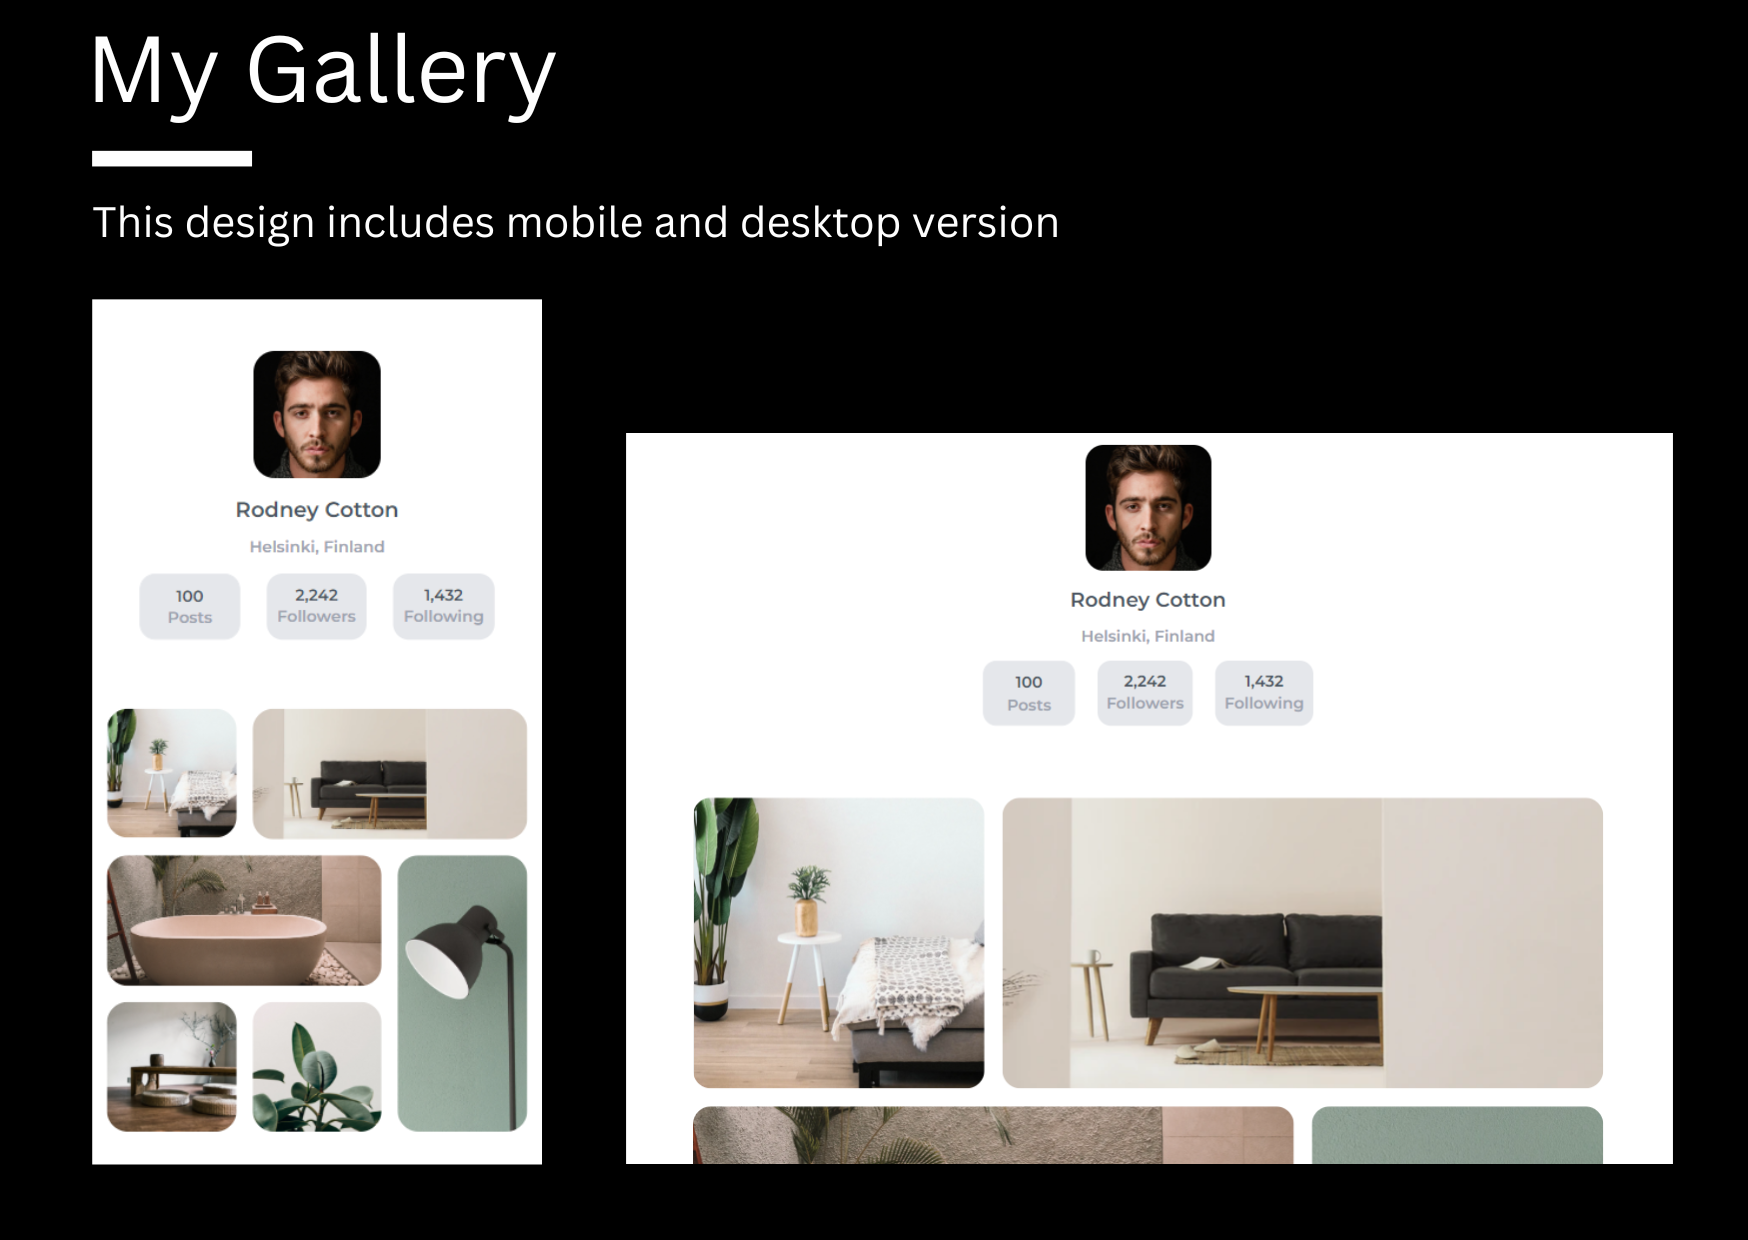 My Gallery
This design includes mobile and desktop version
Rodney Cotton
Helsinki, Finland
100
Posts
2,242
Followers
1,432
Following
Rodney Cotton
Helsinki, Finland
100
Posts
2,242
Followers
1,432
Following